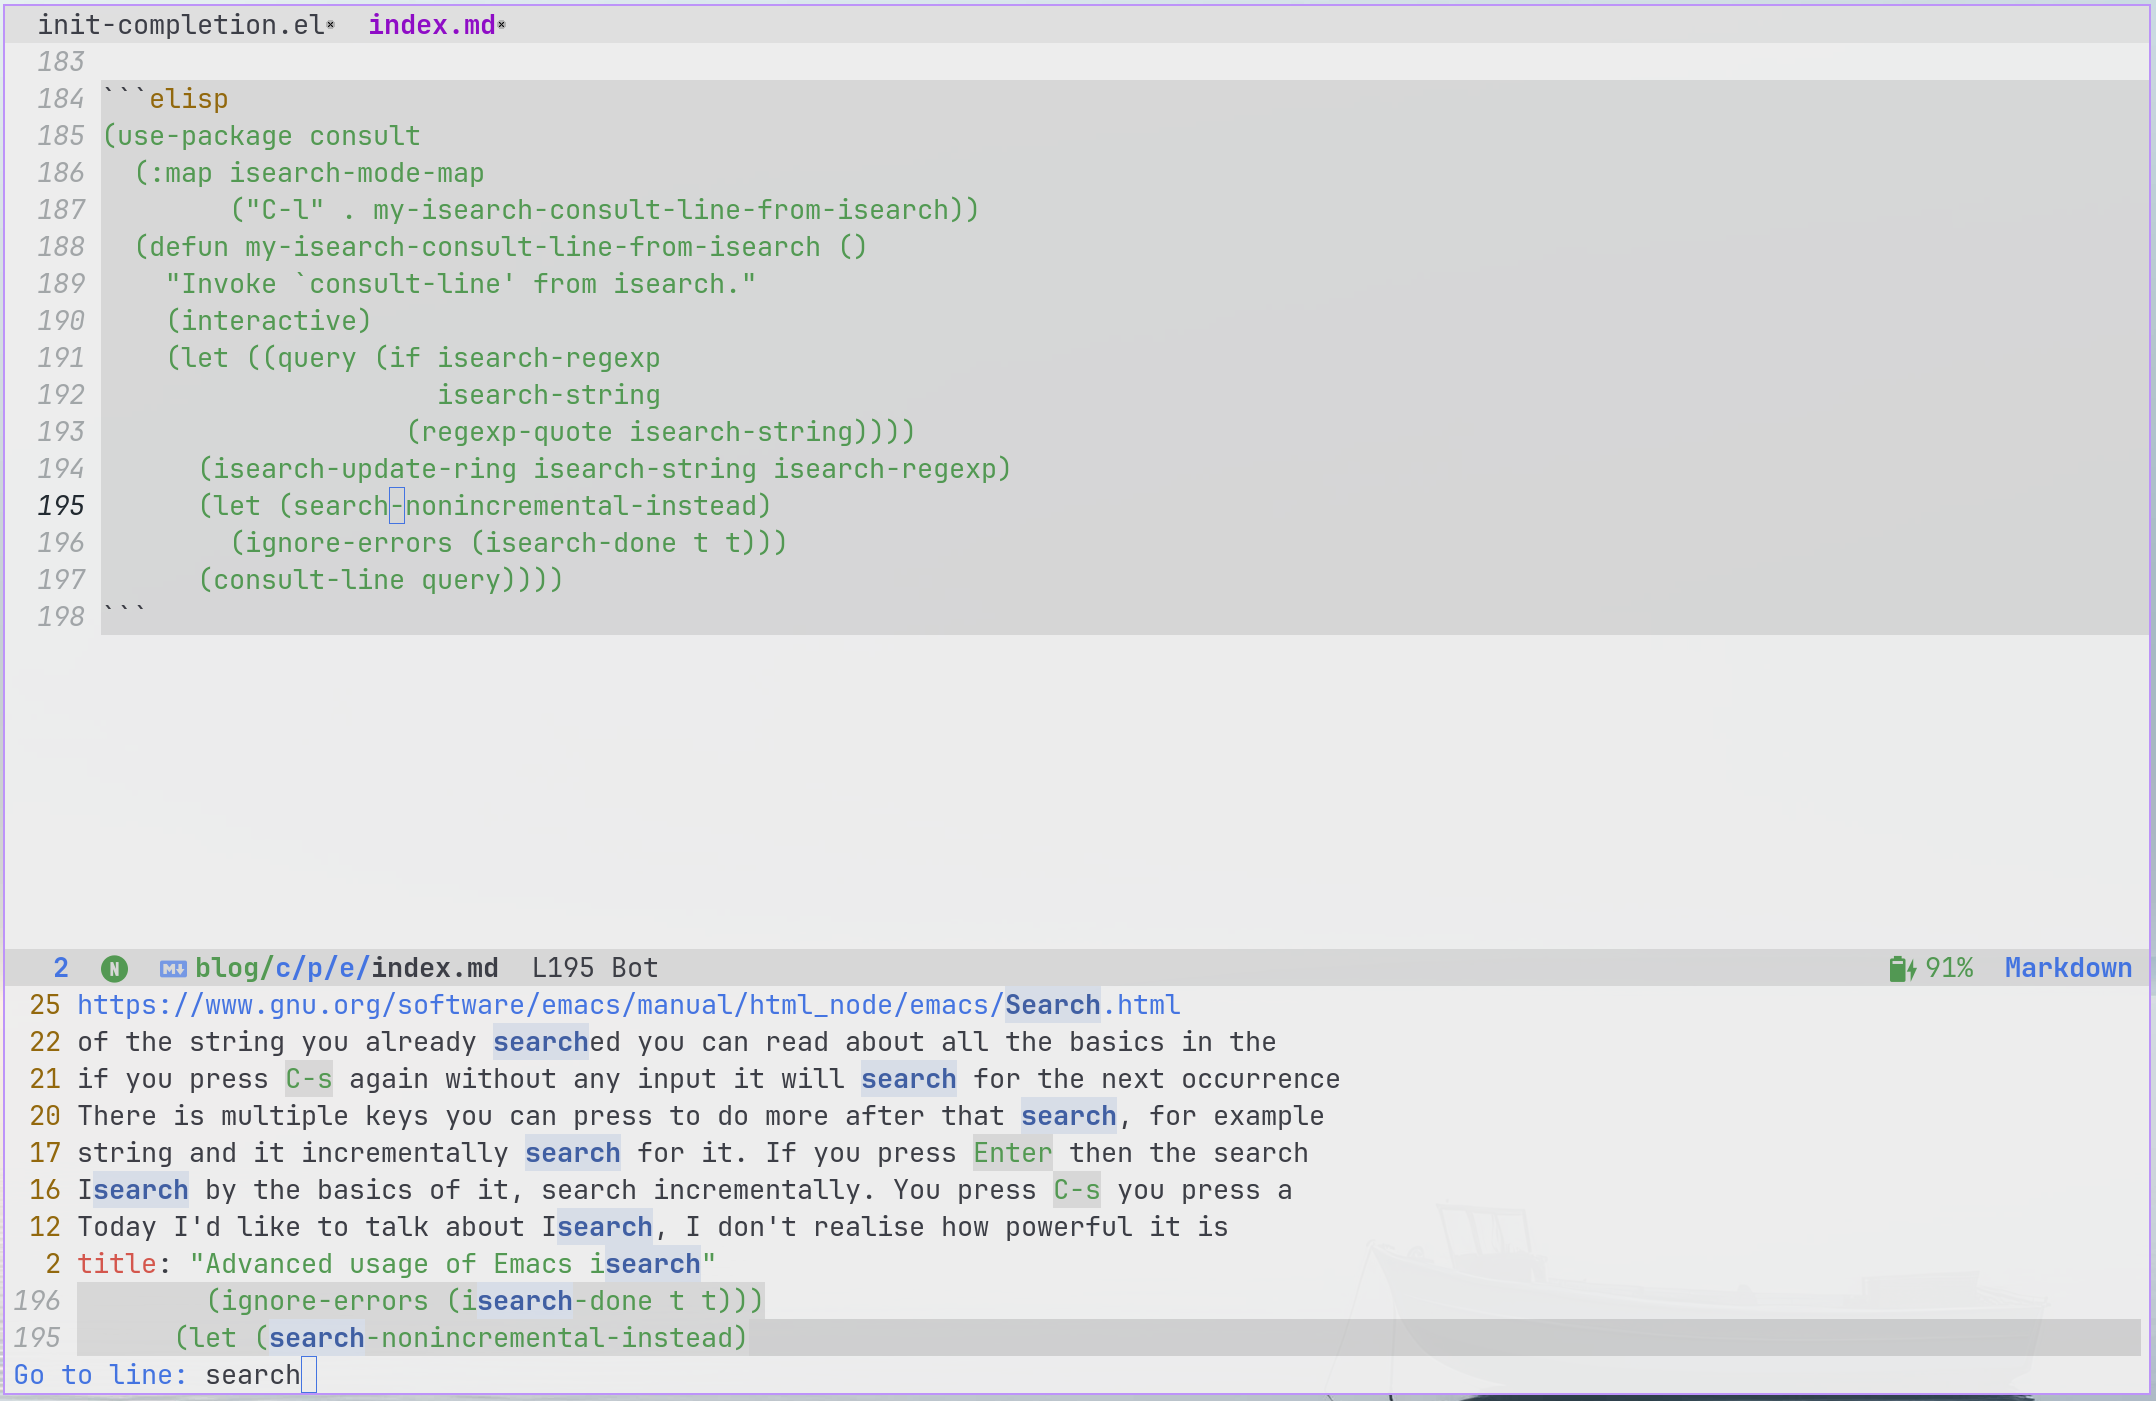 init-completion.el index.md
183
184 ```elisp
185 (use-package consult
186   (:map isearch-mode-map
187         ("C-l" . my-isearch-consult-line-from-isearch))
188   (defun my-isearch-consult-line-from-isearch ()
189     "Invoke `consult-line' from isearch."
190     (interactive)
191     (let ((query (if isearch-regexp
192                      isearch-string
193                    (regexp-quote isearch-string))))
194       (isearch-update-ring isearch-string isearch-regexp)
195       (let (search-nonincremental-instead)
196         (ignore-errors (isearch-done t t)))
197       (consult-line query))))
198 ```
2 N M↓ blog/c/p/e/index.md L195 Bot 91% Markdown
25 https://www.gnu.org/software/emacs/manual/html_node/emacs/Search.html
22 of the string you already searched you can read about all the basics in the
21 if you press C-s again without any input it will search for the next occurrence
20 There is multiple keys you can press to do more after that search, for example
17 string and it incrementally search for it. If you press Enter then the search
16 Isearch by the basics of it, search incrementally. You press C-s you press a
12 Today I'd like to talk about Isearch, I don't realise how powerful it is
2 title: "Advanced usage of Emacs isearch"
196         (ignore-errors (isearch-done t t)))
195       (let (search-nonincremental-instead)
Go to line: search